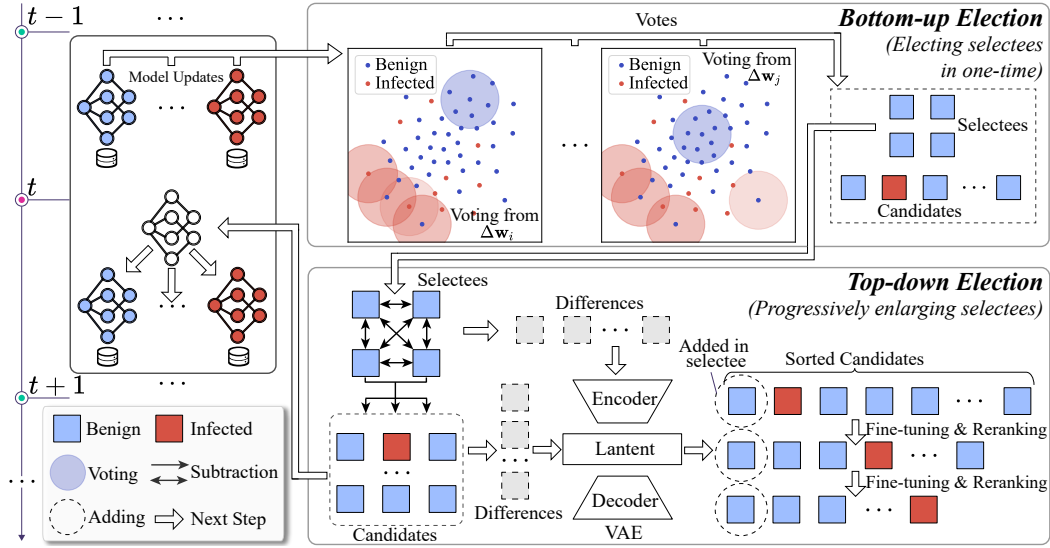 t − 1
...
Model Updates
...
t
...
...
t + 1
...
Benign
Infected
Voting
Subtraction
Adding
Next Step
...
Votes
Bottom-up Election
(Electing selectees
in one-time)
Benign
Infected
Voting from
Δw_i
...
Benign
Infected
Voting from
Δw_j
Selectees
...
Candidates
Top-down Election
(Progressively enlarging selectees)
Selectees
Differences
...
Encoder
Lantent
Decoder
VAE
...
Candidates
...
Differences
Added in
selectee
Sorted Candidates
...
Fine-tuning & Reranking
...
Fine-tuning & Reranking
...